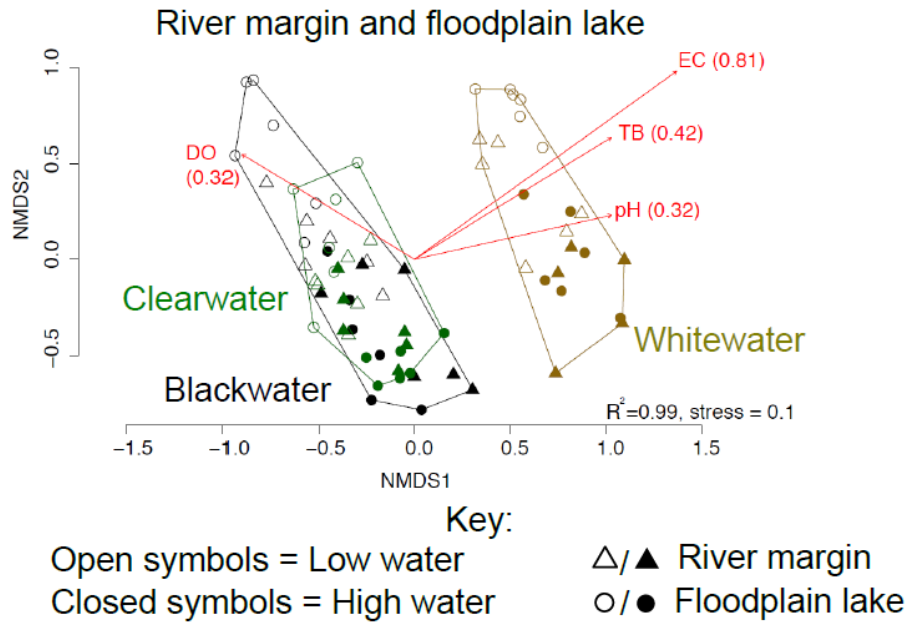 River margin and floodplain lake
1.0
0.5
0.0
−0.5
NMDS2
EC (0.81)
TB (0.42)
DO
(0.32)
pH (0.32)
Clearwater
Whitewater
Blackwater
R²=0.99, stress = 0.1
−1.5 −1.0 −0.5 0.0 0.5 1.0 1.5
NMDS1
Key:
Open symbols = Low water △/▲ River margin
Closed symbols = High water ○/● Floodplain lake